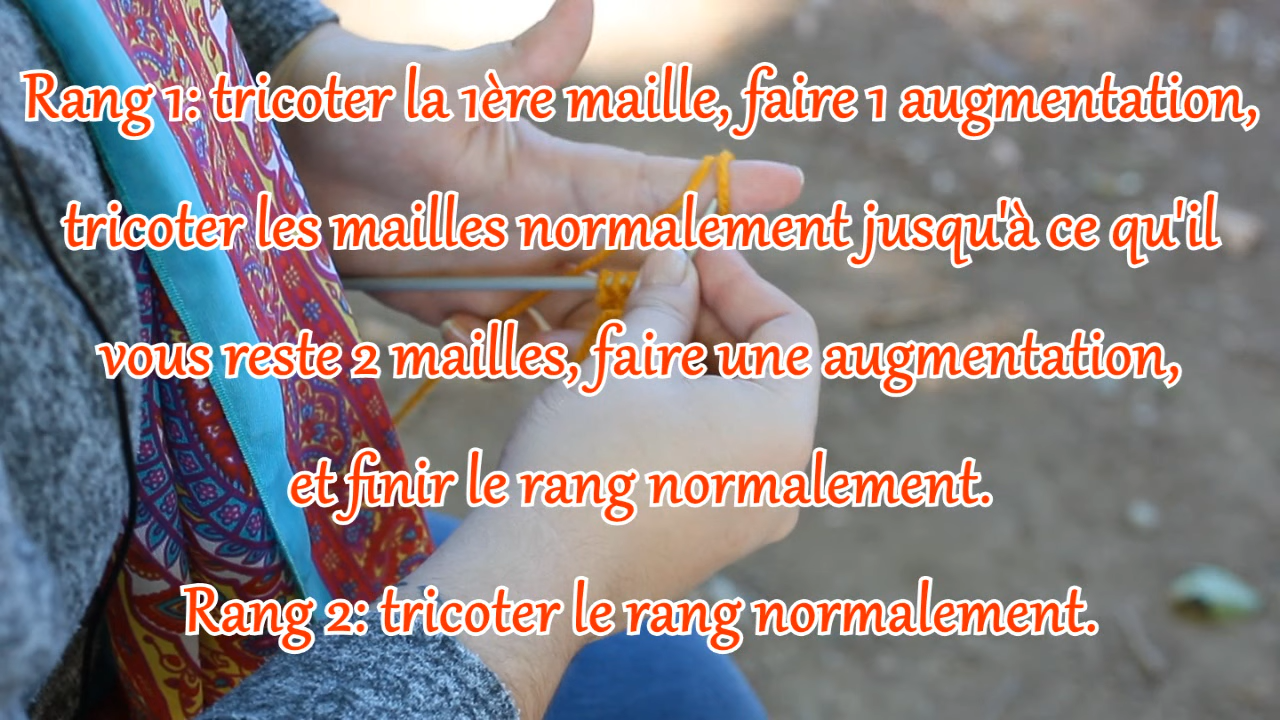 Rang 1: tricoter la 1ère maille, faire 1 augmentation,
tricoter les mailles normalement jusqu'à ce qu'il
vous reste 2 mailles, faire une augmentation,
et finir le rang normalement.
Rang 2: tricoter le rang normalement.